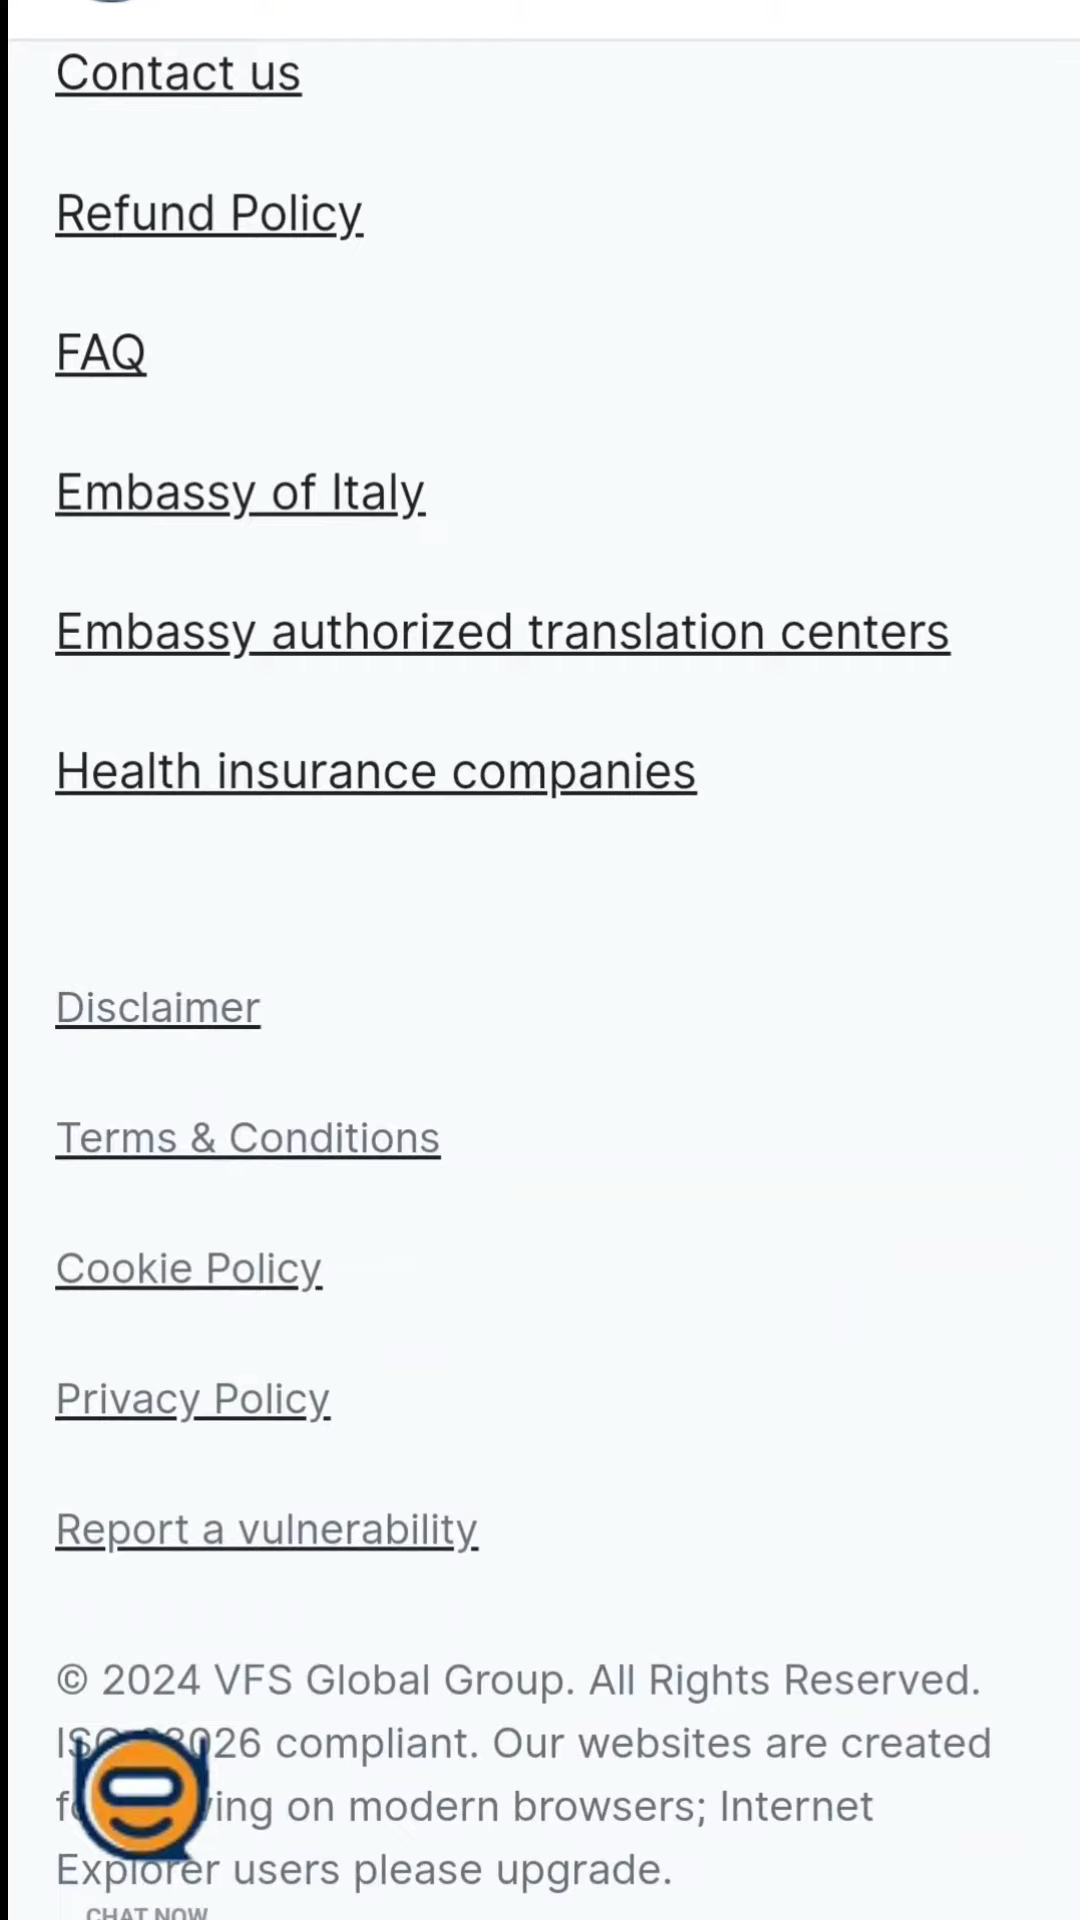 Contact us
Refund Policy
FAQ
Embassy of Italy
Embassy authorized translation centers
Health insurance companies
Disclaimer
Terms & Conditions
Cookie Policy
Privacy Policy
Report a vulnerability
© 2024 VFS Global Group. All Rights Reserved.
compliant. Our websites are created
on modern browsers; Internet
Explorer users please upgrade.
CHAT NOW